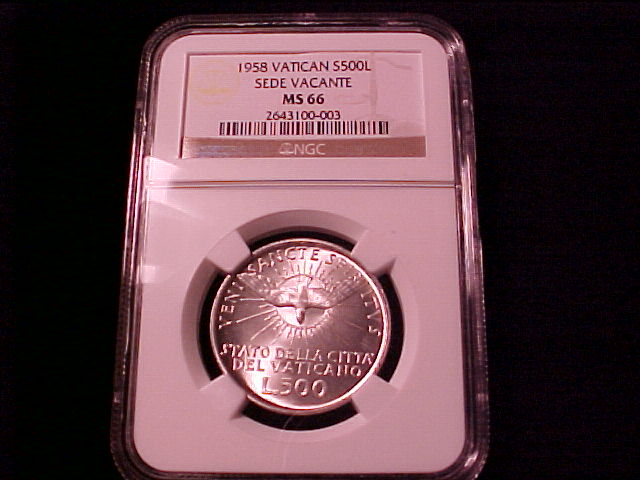 1958 VATICAN S500L
SEDE VACANTE
MS 66
2643100-003
NGC
VENI SANCTE SPIRITVS
STATO DELLA CITTA'
DEL VATICANO
L.500